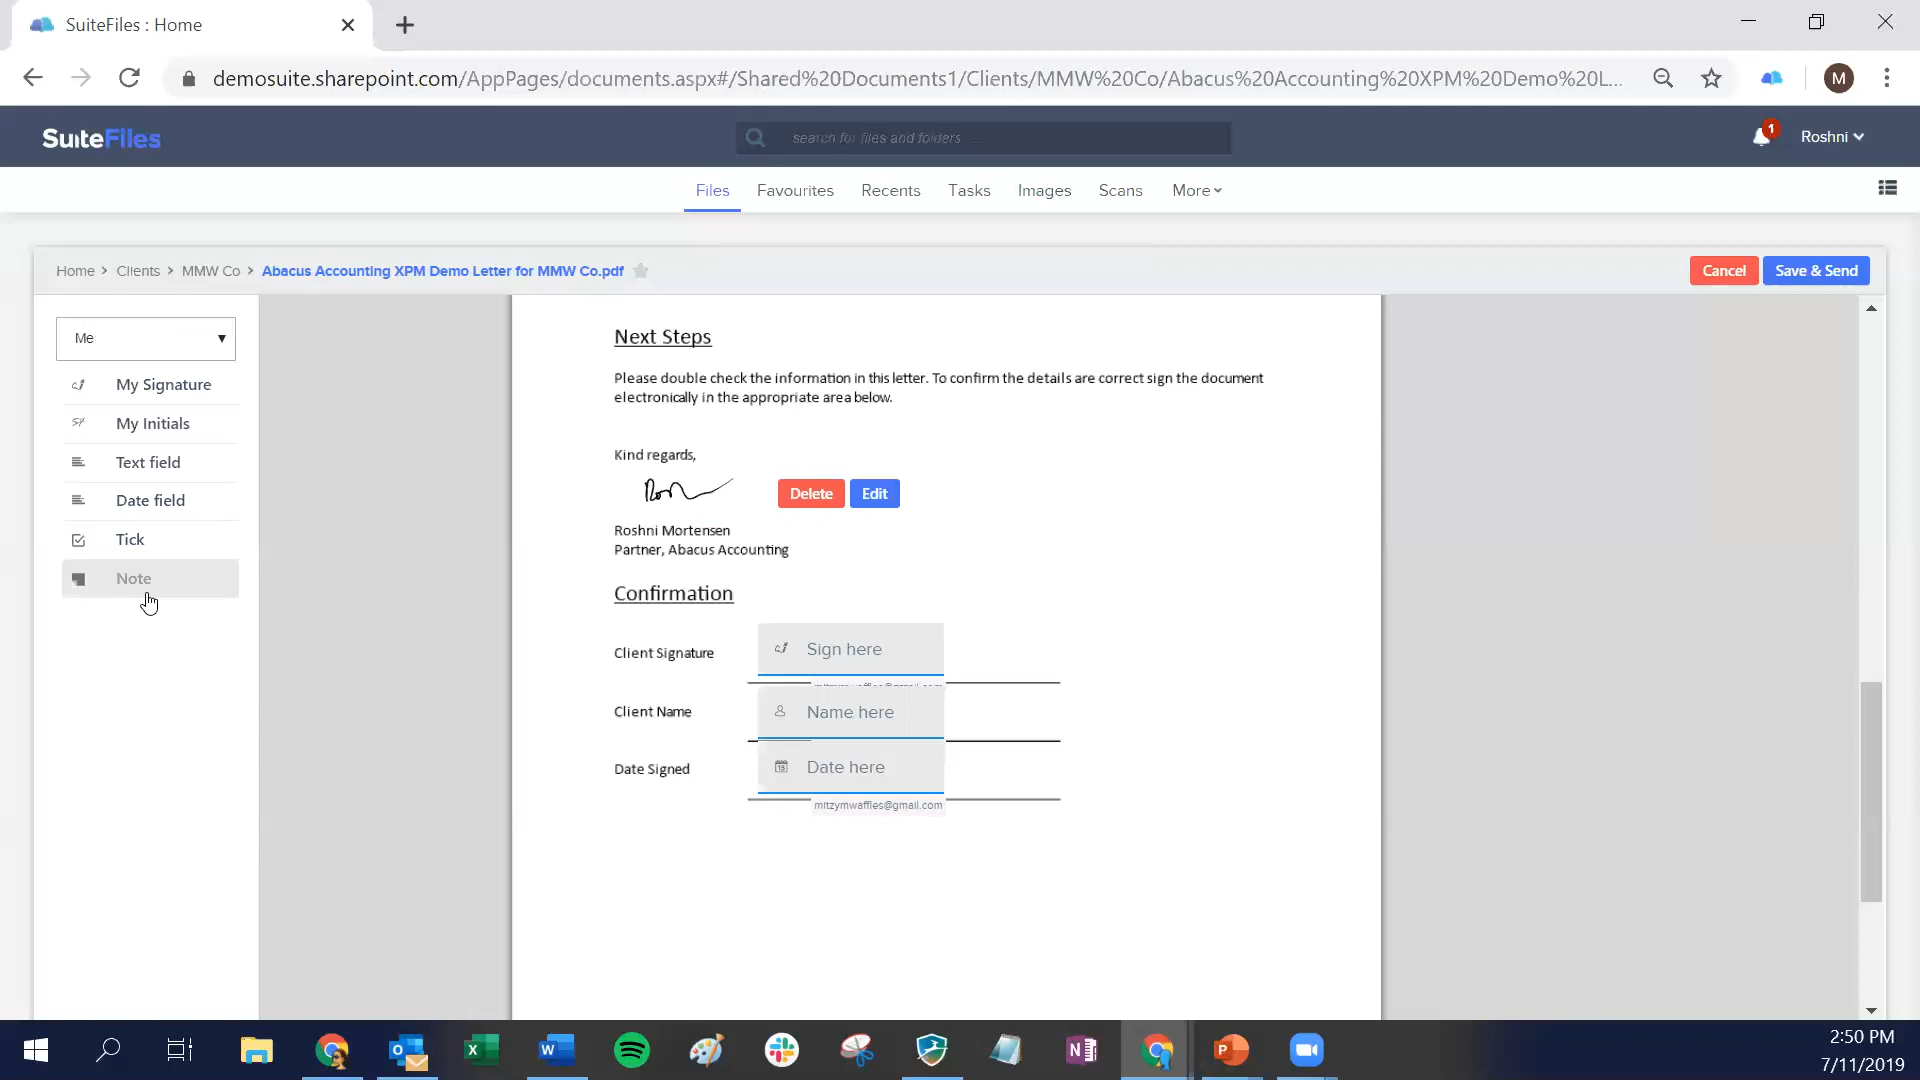 SuiteFiles : Home
demosuite.sharepoint.com/AppPages/documents.aspx#/Shared%20Documents1/Clients/MMW%20Co/Abacus%20Accounting%20XPM%20Demo%20L...
M
SuiteFiles
search for files and folders ...
1
Roshni
Files Favourites Recents Tasks Images Scans More
Home > Clients > MMW Co > Abacus Accounting XPM Demo Letter for MMW Co.pdf
Cancel Save & Send
Me
My Signature
My Initials
Text field
Date field
Tick
Note
Next Steps
Please double check the information in this letter. To confirm the details are correct sign the document
electronically in the appropriate area below.
Kind regards,
Delete Edit
Roshni Mortensen
Partner, Abacus Accounting
Confirmation
Client Signature Sign here
Client Name Name here
Date Signed Date here
mitzymwaffles@gmail.com
2:50 PM
7/11/2019